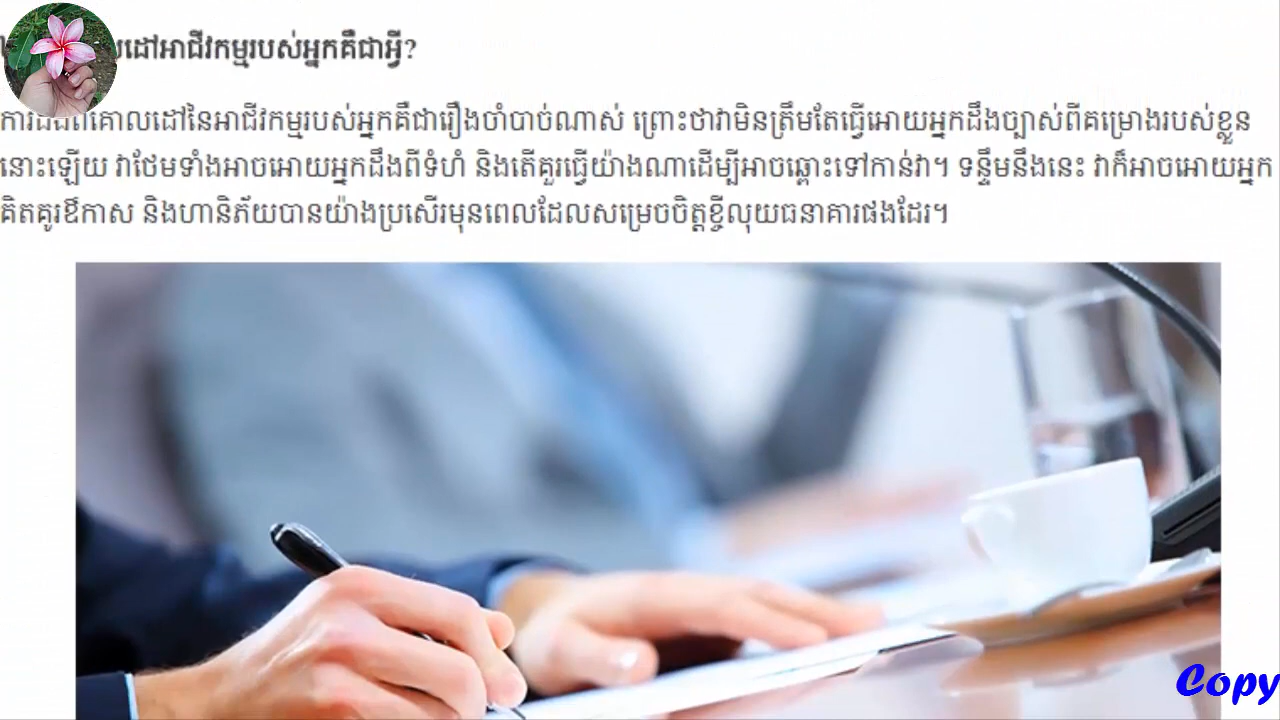 ដៅអាជីវកម្មរបស់អ្នកគឺជាអ្វី?
ការដឹងពីគោលដៅនៃអាជីវកម្មរបស់អ្នកគឺជារឿងចាំបាច់ណាស់ ព្រោះថាវាមិនត្រឹមតែធ្វើអោយអ្នកដឹងច្បាស់ពីគម្រោងរបស់ខ្លួន
នោះឡើយ វាថែមទាំងអាចអោយអ្នកដឹងពីទំហំ និងតើគួរធ្វើយ៉ាងណាដើម្បីអាចឆ្ពោះទៅកាន់វា។ ទន្ទឹមនឹងនេះ វាក៏អាចអោយអ្នក
គិតគូរឱកាស និងហានិភ័យបានយ៉ាងប្រសើរមុនពេលដែលសម្រេចចិត្តខ្ចីលុយធនាគារផងដែរ។
Copy